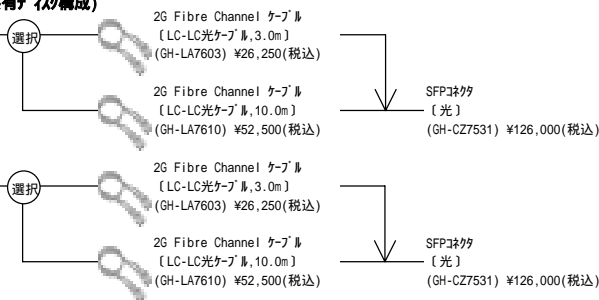 ディスク構成)
選択
2G Fibre Channel ケーブル
〔LC-LC光ケーブル,3.0m〕
(GH-LA7603) ¥26,250(税込)
2G Fibre Channel ケーブル
〔LC-LC光ケーブル,10.0m〕
(GH-LA7610) ¥52,500(税込)
SFPコネクタ
〔光〕
(GH-CZ7531) ¥126,000(税込)
選択
2G Fibre Channel ケーブル
〔LC-LC光ケーブル,3.0m〕
(GH-LA7603) ¥26,250(税込)
2G Fibre Channel ケーブル
〔LC-LC光ケーブル,10.0m〕
(GH-LA7610) ¥52,500(税込)
SFPコネクタ
〔光〕
(GH-CZ7531) ¥126,000(税込)